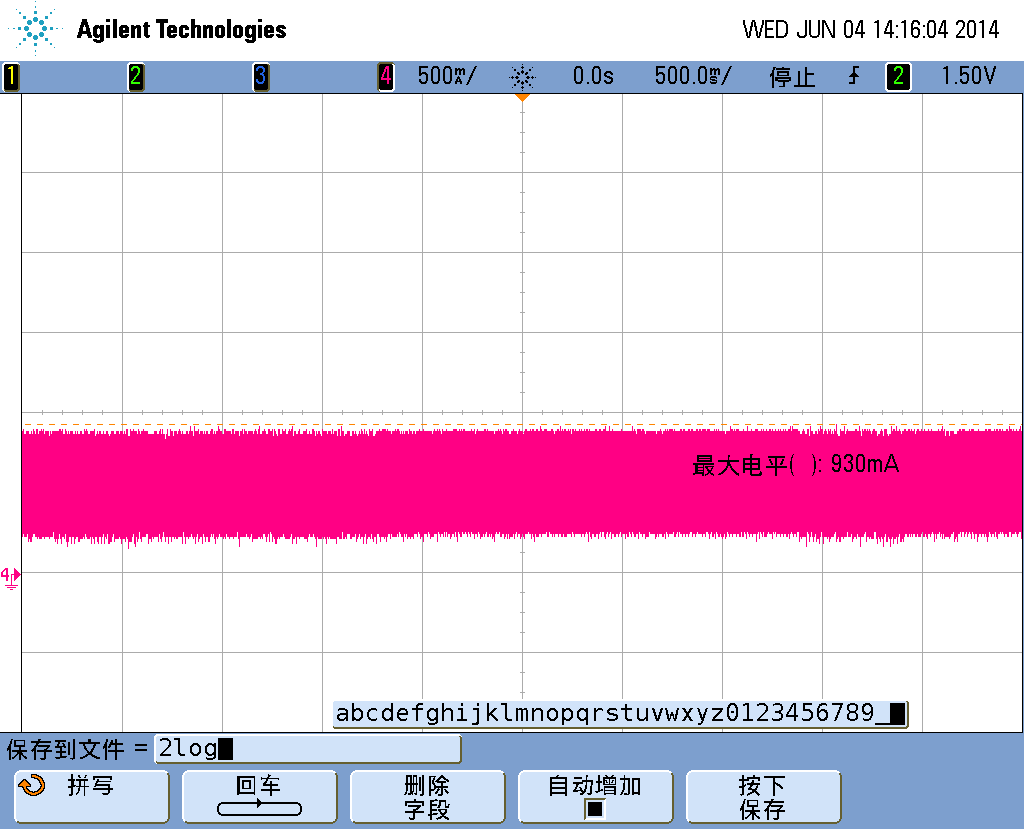 Agilent Technologies
WED JUN 04 14:16:04 2014
1 2 3 4 500m/ 0.0s 500.0ms/ 停止 2 1.50V
最大电平( ): 930mA
4
abcdefghijklmnopqrstuvwxyz0123456789_
保存到文件 = 2log
拼写 回车 删除字段 自动增加 按下保存